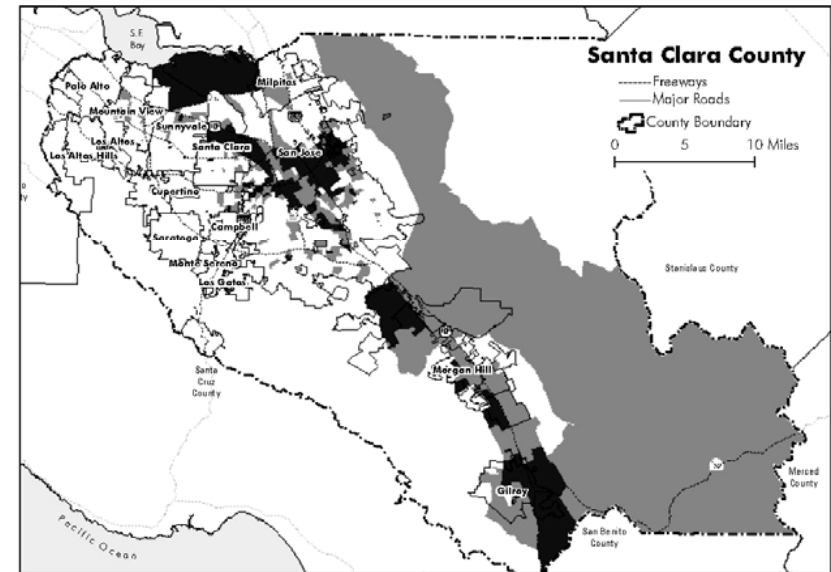 S.F.
Bay
Santa Clara County
Freeways
Major Roads
County Boundary
0 5 10 Miles
Milpitas
Palo Alto
Mountain View
Sunnyvale
Los Altos
Santa Clara
San Jose
Los Altos Hills
Cupertino
Campbell
Saratoga
Monte Sereno
Los Gatos
Stanislaus County
Santa
Cruz
County
Morgan Hill
Gilroy
Merced
County
San Benito
County
Pacific Ocean